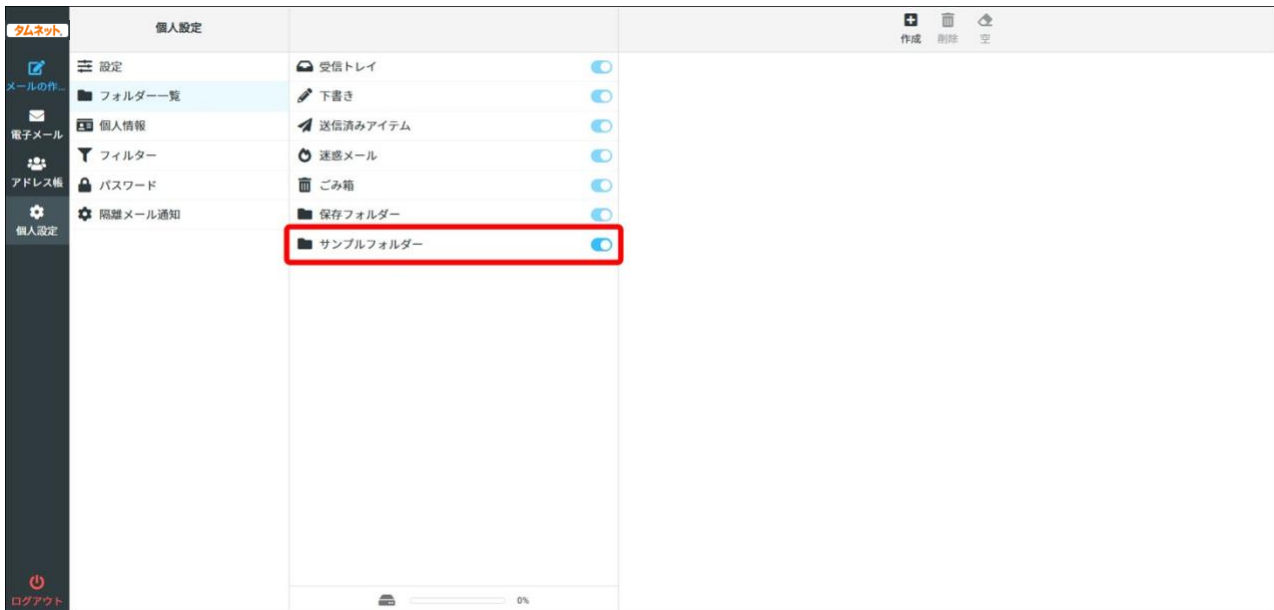 タムネット
メールの作...
電子メール
アドレス帳
個人設定
ログアウト
個人設定
設定
フォルダー一覧
個人情報
フィルター
パスワード
隔離メール通知
受信トレイ
下書き
送信済みアイテム
迷惑メール
ごみ箱
保存フォルダー
サンプルフォルダー
0%
作成
削除
空